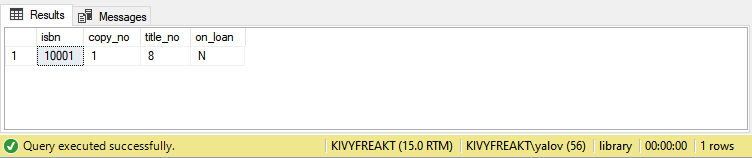 Results Messages
isbn copy_no title_no on_loan
1 10001 1 8 N
Query executed successfully. KIVYFREAKT (15.0 RTM) KIVYFREAKT\yalov (56) library 00:00:00 1 rows